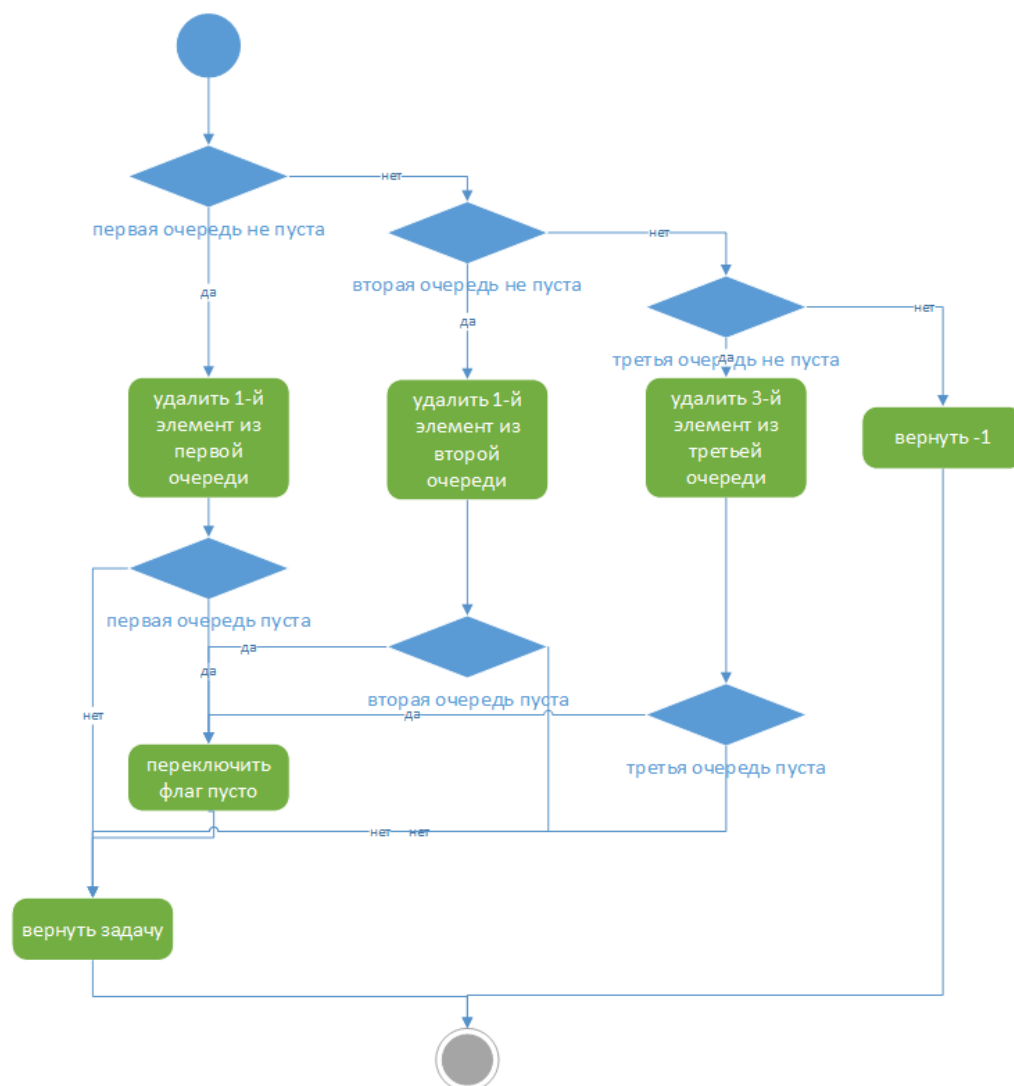 нет
первая очередь не пуста
нет
вторая очередь не пуста
да
нет
да
третья очередь не пуста
да
удалить 1-й
элемент из
первой
очереди
удалить 1-й
элемент из
второй
очереди
удалить 3-й
элемент из
третьей
очереди
вернуть -1
первая очередь пуста
да
да
вторая очередь пуста
нет
да
переключить
флаг пусто
третья очередь пуста
нет
нет
вернуть задачу